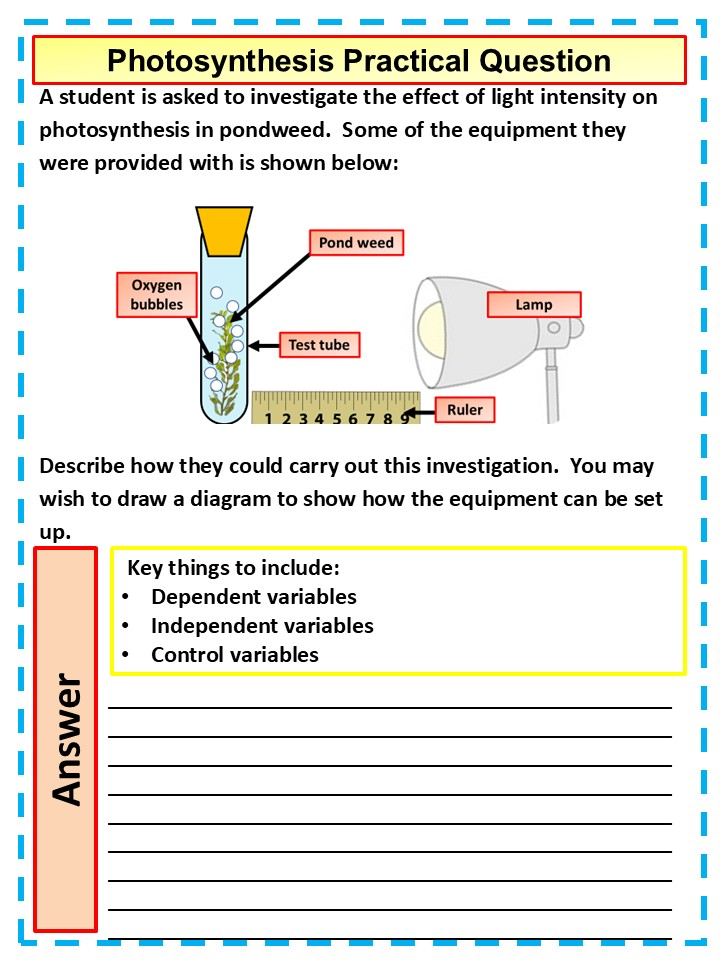 Photosynthesis Practical Question
A student is asked to investigate the effect of light intensity on
photosynthesis in pondweed.  Some of the equipment they
were provided with is shown below:
Pond weed
Oxygen
bubbles
Lamp
Test tube
1 2 3 4 5 6 7 8 9
Ruler
Describe how they could carry out this investigation.  You may
wish to draw a diagram to show how the equipment can be set
up.
Answer
Key things to include:
• Dependent variables
• Independent variables
• Control variables